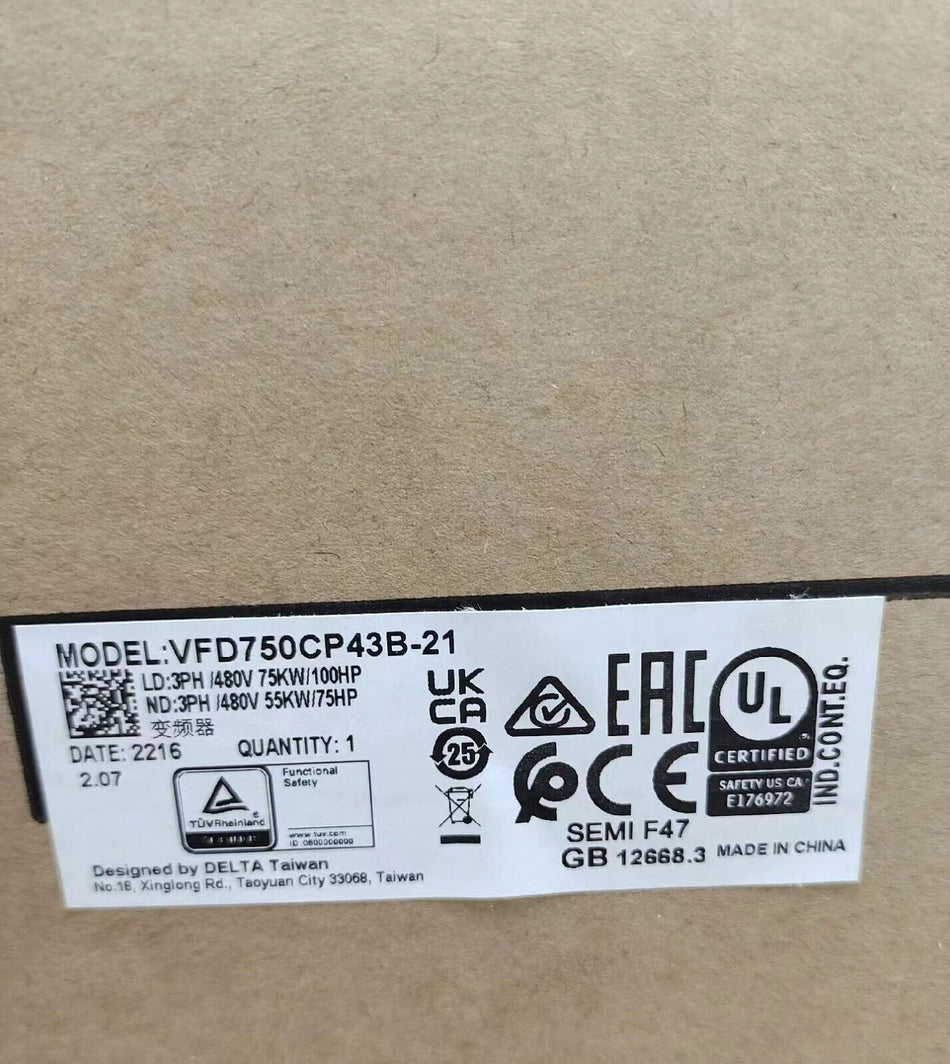 MODEL:VFD750CP43B-21
LD:3PH /480V 75KW/100HP
ND:3PH /480V 55KW/75HP
变频器
DATE: 2216 QUANTITY: 1
2.07
TÜVRheinland
Functional
Safety
www.tuv.com
ID 0600000000
Designed by DELTA Taiwan
No.18, Xinglong Rd., Taoyuan City 33068, Taiwan
UK
CA
25
EAC
UL
CERTIFIED
SAFETY US CA
E176972
IND.CONT.EQ.
CE
SEMI F47
GB 12668.3 MADE IN CHINA